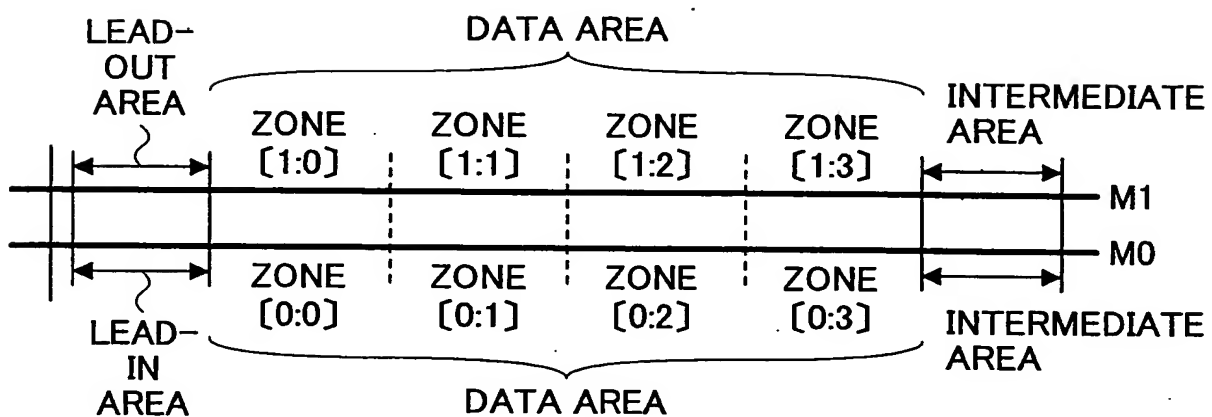 LEAD-
OUT
AREA
DATA AREA
INTERMEDIATE
AREA
ZONE
[1:0]
ZONE
[1:1]
ZONE
[1:2]
ZONE
[1:3]
M1
M0
ZONE
[0:0]
ZONE
[0:1]
ZONE
[0:2]
ZONE
[0:3]
LEAD-
IN
AREA
DATA AREA
INTERMEDIATE
AREA